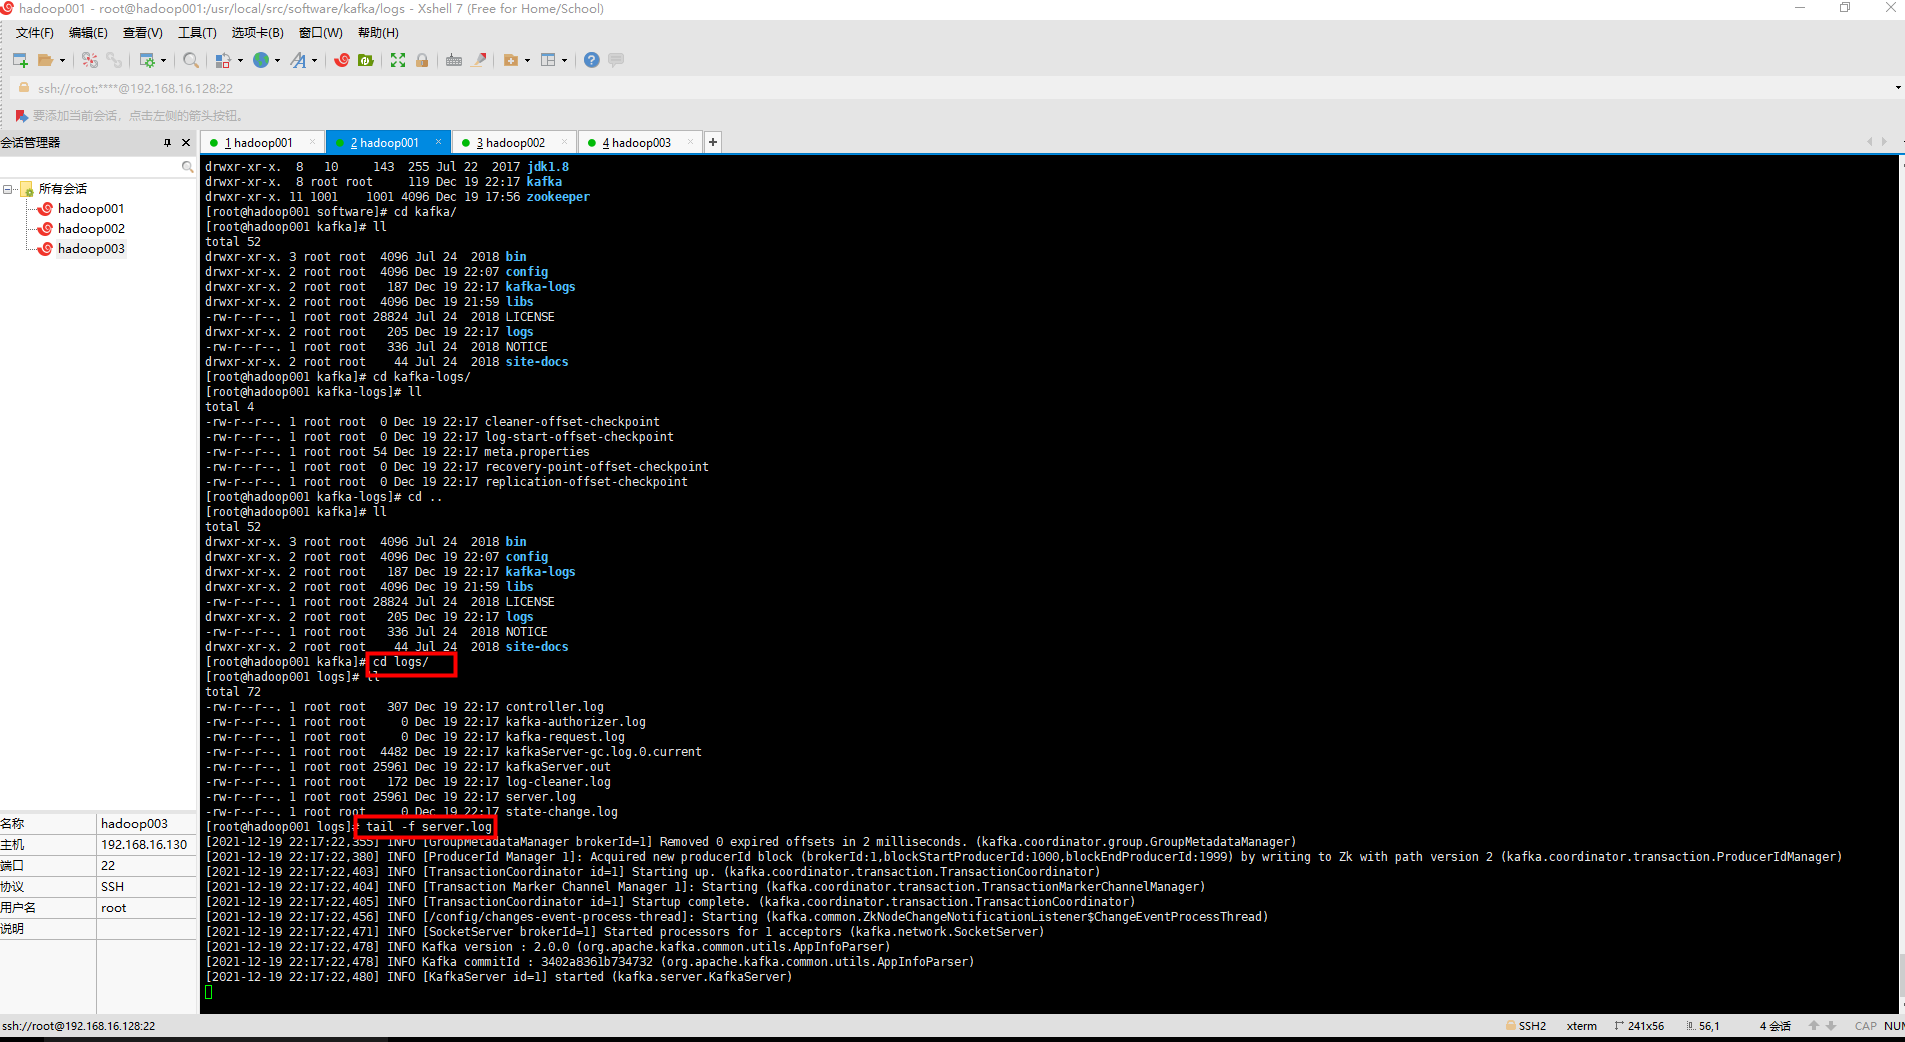 hadoop001 - root@hadoop001:/usr/local/src/software/kafka/logs - Xshell 7 (Free for Home/School)
文件(F) 编辑(E) 查看(V) 工具(T) 选项卡(B) 窗口(W) 帮助(H)
ssh://root:****@192.168.16.128:22
要添加当前会话，点击左侧的箭头按钮。
会话管理器
1 hadoop001 2 hadoop001 3 hadoop002 4 hadoop003
所有会话
hadoop001
hadoop002
hadoop003
drwxr-xr-x.  8   10     143  255 Jul 22  2017 jdk1.8
drwxr-xr-x.  8 root root     119 Dec 19 22:17 kafka
drwxr-xr-x. 11 1001    1001 4096 Dec 19 17:56 zookeeper
[root@hadoop001 software]# cd kafka/
[root@hadoop001 kafka]# ll
total 52
drwxr-xr-x. 3 root root  4096 Jul 24  2018 bin
drwxr-xr-x. 2 root root  4096 Dec 19 22:07 config
drwxr-xr-x. 2 root root   187 Dec 19 22:17 kafka-logs
drwxr-xr-x. 2 root root  4096 Dec 19 21:59 libs
-rw-r--r--. 1 root root 28824 Jul 24  2018 LICENSE
drwxr-xr-x. 2 root root   205 Dec 19 22:17 logs
-rw-r--r--. 1 root root   336 Jul 24  2018 NOTICE
drwxr-xr-x. 2 root root    44 Jul 24  2018 site-docs
[root@hadoop001 kafka]# cd kafka-logs/
[root@hadoop001 kafka-logs]# ll
total 4
-rw-r--r--. 1 root root  0 Dec 19 22:17 cleaner-offset-checkpoint
-rw-r--r--. 1 root root  0 Dec 19 22:17 log-start-offset-checkpoint
-rw-r--r--. 1 root root 54 Dec 19 22:17 meta.properties
-rw-r--r--. 1 root root  0 Dec 19 22:17 recovery-point-offset-checkpoint
-rw-r--r--. 1 root root  0 Dec 19 22:17 replication-offset-checkpoint
[root@hadoop001 kafka-logs]# cd ..
[root@hadoop001 kafka]# ll
total 52
drwxr-xr-x. 3 root root  4096 Jul 24  2018 bin
drwxr-xr-x. 2 root root  4096 Dec 19 22:07 config
drwxr-xr-x. 2 root root   187 Dec 19 22:17 kafka-logs
drwxr-xr-x. 2 root root  4096 Dec 19 21:59 libs
-rw-r--r--. 1 root root 28824 Jul 24  2018 LICENSE
drwxr-xr-x. 2 root root   205 Dec 19 22:17 logs
-rw-r--r--. 1 root root   336 Jul 24  2018 NOTICE
drwxr-xr-x. 2 root root    44 Jul 24  2018 site-docs
[root@hadoop001 kafka]# cd logs/
[root@hadoop001 logs]# ll
total 72
-rw-r--r--. 1 root root   307 Dec 19 22:17 controller.log
-rw-r--r--. 1 root root     0 Dec 19 22:17 kafka-authorizer.log
-rw-r--r--. 1 root root     0 Dec 19 22:17 kafka-request.log
-rw-r--r--. 1 root root  4482 Dec 19 22:17 kafkaServer-gc.log.0.current
-rw-r--r--. 1 root root 25961 Dec 19 22:17 kafkaServer.out
-rw-r--r--. 1 root root   172 Dec 19 22:17 log-cleaner.log
-rw-r--r--. 1 root root 25961 Dec 19 22:17 server.log
-rw-r--r--. 1 root root     0 Dec 19 22:17 state-change.log
[root@hadoop001 logs]# tail -f server.log
[2021-12-19 22:17:22,355] INFO [GroupMetadataManager brokerId=1] Removed 0 expired offsets in 2 milliseconds. (kafka.coordinator.group.GroupMetadataManager)
[2021-12-19 22:17:22,380] INFO [ProducerId Manager 1]: Acquired new producerId block (brokerId:1,blockStartProducerId:1000,blockEndProducerId:1999) by writing to Zk with path version 2 (kafka.coordinator.transaction.ProducerIdManager)
[2021-12-19 22:17:22,403] INFO [TransactionCoordinator id=1] Starting up. (kafka.coordinator.transaction.TransactionCoordinator)
[2021-12-19 22:17:22,404] INFO [Transaction Marker Channel Manager 1]: Starting (kafka.coordinator.transaction.TransactionMarkerChannelManager)
[2021-12-19 22:17:22,405] INFO [TransactionCoordinator id=1] Startup complete. (kafka.coordinator.transaction.TransactionCoordinator)
[2021-12-19 22:17:22,456] INFO [/config/changes-event-process-thread]: Starting (kafka.common.ZkNodeChangeNotificationListener$ChangeEventProcessThread)
[2021-12-19 22:17:22,471] INFO [SocketServer brokerId=1] Started processors for 1 acceptors (kafka.network.SocketServer)
[2021-12-19 22:17:22,478] INFO Kafka version : 2.0.0 (org.apache.kafka.common.utils.AppInfoParser)
[2021-12-19 22:17:22,478] INFO Kafka commitId : 3402a8361b734732 (org.apache.kafka.common.utils.AppInfoParser)
[2021-12-19 22:17:22,480] INFO [KafkaServer id=1] started (kafka.server.KafkaServer)
名称 hadoop003
主机 192.168.16.130
端口 22
协议 SSH
用户名 root
说明
ssh://root@192.168.16.128:22 SSH2 xterm 241x56 56,1 4 会话 CAP NUM